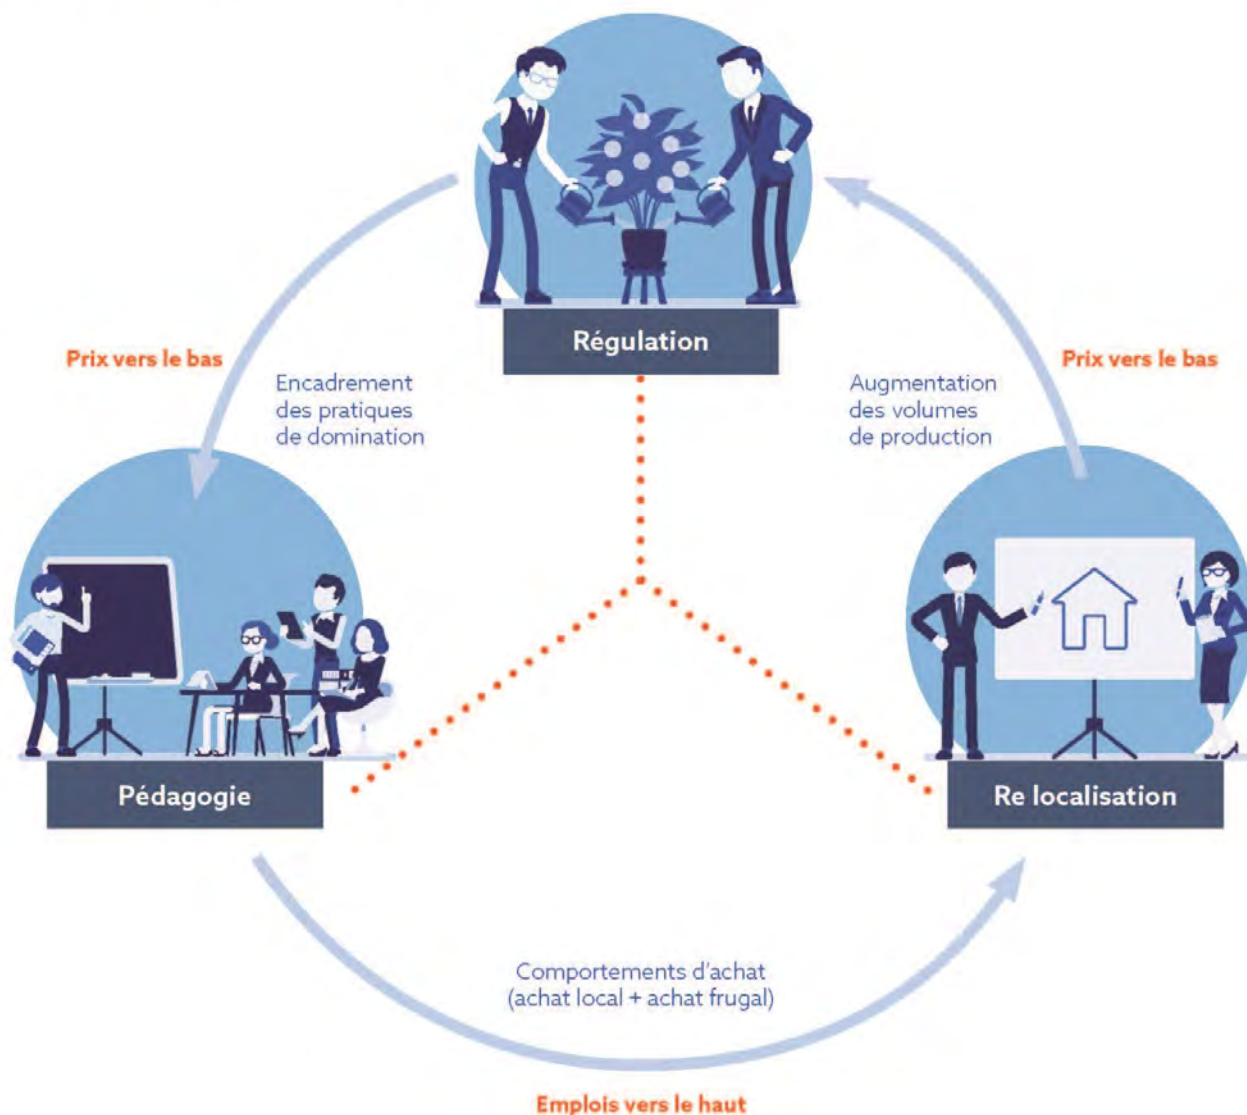 Régulation
Prix vers le bas
Encadrement
des pratiques
de domination
Augmentation
des volumes
de production
Prix vers le bas
Pédagogie
Re localisation
Comportements d'achat
(achat local + achat frugal)
Emplois vers le haut